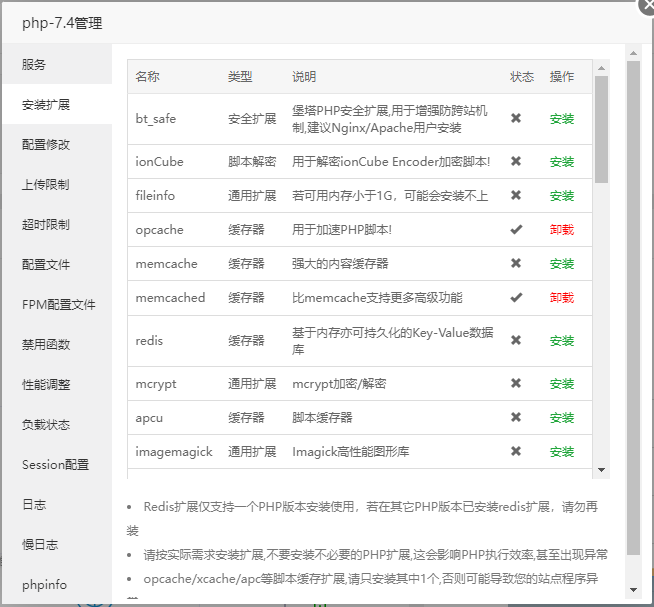 php-7.4管理
服务
安装扩展
配置修改
上传限制
超时限制
配置文件
FPM配置文件
禁用函数
性能调整
负载状态
Session配置
日志
慢日志
phpinfo
名称 类型 说明 状态 操作
bt_safe 安全扩展 堡塔PHP安全扩展,用于增强防跨站机
制,建议Nginx/Apache用户安装 ✖ 安装
ionCube 脚本解密 用于解密ionCube Encoder加密脚本! ✖ 安装
fileinfo 通用扩展 若可用内存小于1G，可能会安装不上 ✖ 安装
opcache 缓存器 用于加速PHP脚本! ✔ 卸载
memcache 缓存器 强大的内容缓存器 ✖ 安装
memcached 缓存器 比memcache支持更多高级功能 ✔ 卸载
redis 缓存器 基于内存亦可持久化的Key-Value数据
库 ✖ 安装
mcrypt 通用扩展 mcrypt加密/解密 ✖ 安装
apcu 缓存器 脚本缓存器 ✖ 安装
imagemagick 通用扩展 Imagick高性能图形库 ✖ 安装
• Redis扩展仅支持一个PHP版本安装使用，若在其它PHP版本已安装redis扩展，请勿再
装
• 请按实际需求安装扩展,不要安装不必要的PHP扩展,这会影响PHP执行效率,甚至出现异常
• opcache/xcache/apc等脚本缓存扩展,请只安装其中1个,否则可能导致您的站点程序异